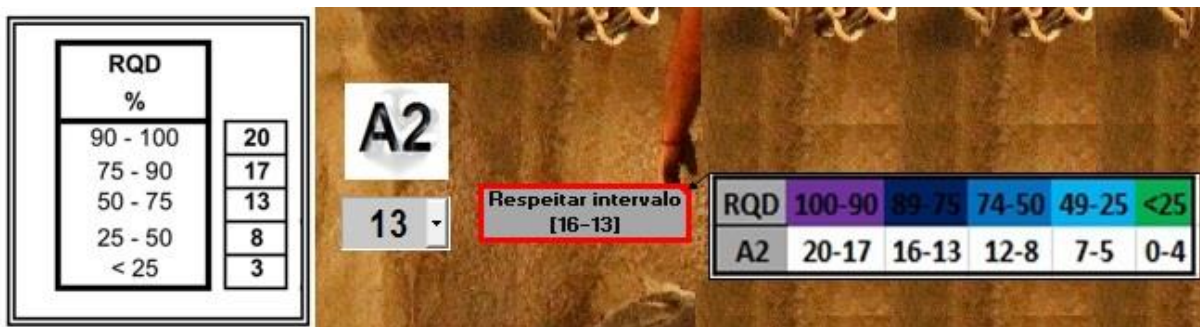 RQD
%
90 - 100 20
75 - 90 17
50 - 75 13
25 - 50 8
< 25 3
A2
13
Respeitar intervalo
[16-13]
RQD 100-90 89-75 74-50 49-25 <25
A2 20-17 16-13 12-8 7-5 0-4